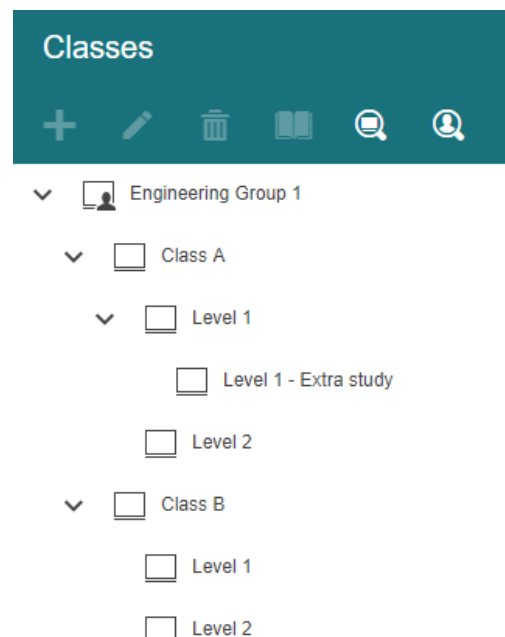 Classes
Engineering Group 1
Class A
Level 1
Level 1 - Extra study
Level 2
Class B
Level 1
Level 2